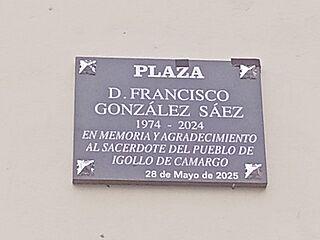 PLAZA
D. FRANCISCO
GONZÁLEZ SÁEZ
1974 - 2024
EN MEMORIA Y AGRADECIMIENTO
AL SACERDOTE DEL PUEBLO DE
IGOLLO DE CAMARGO
28 de Mayo de 2025